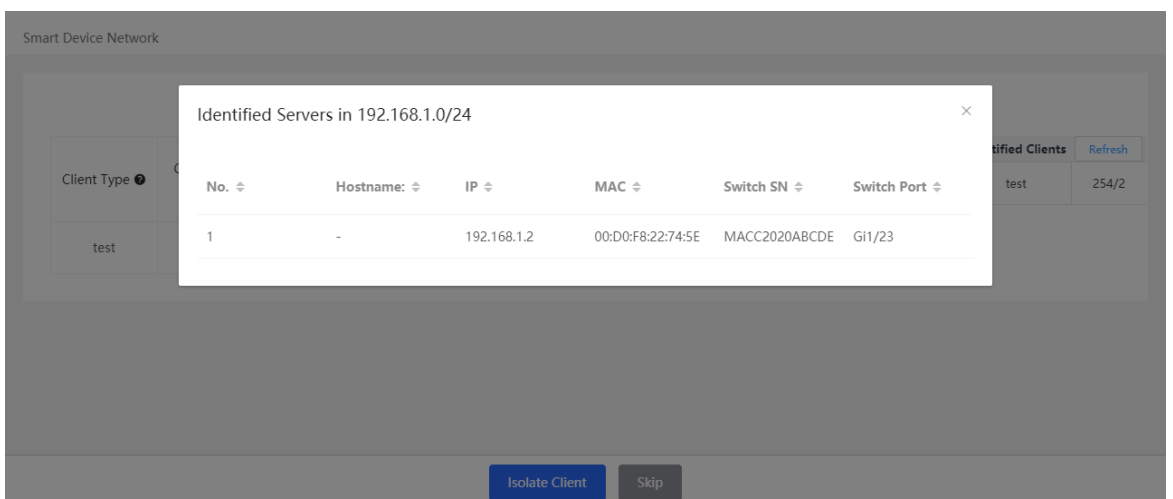 Smart Device Network
Identified Servers in 192.168.1.0/24 ×
No. Hostname: IP MAC Switch SN Switch Port
1 - 192.168.1.2 00:D0:F8:22:74:5E MACC2020ABCDE Gi1/23
Client Type
test
tified Clients Refresh
test 254/2
Isolate Client Skip